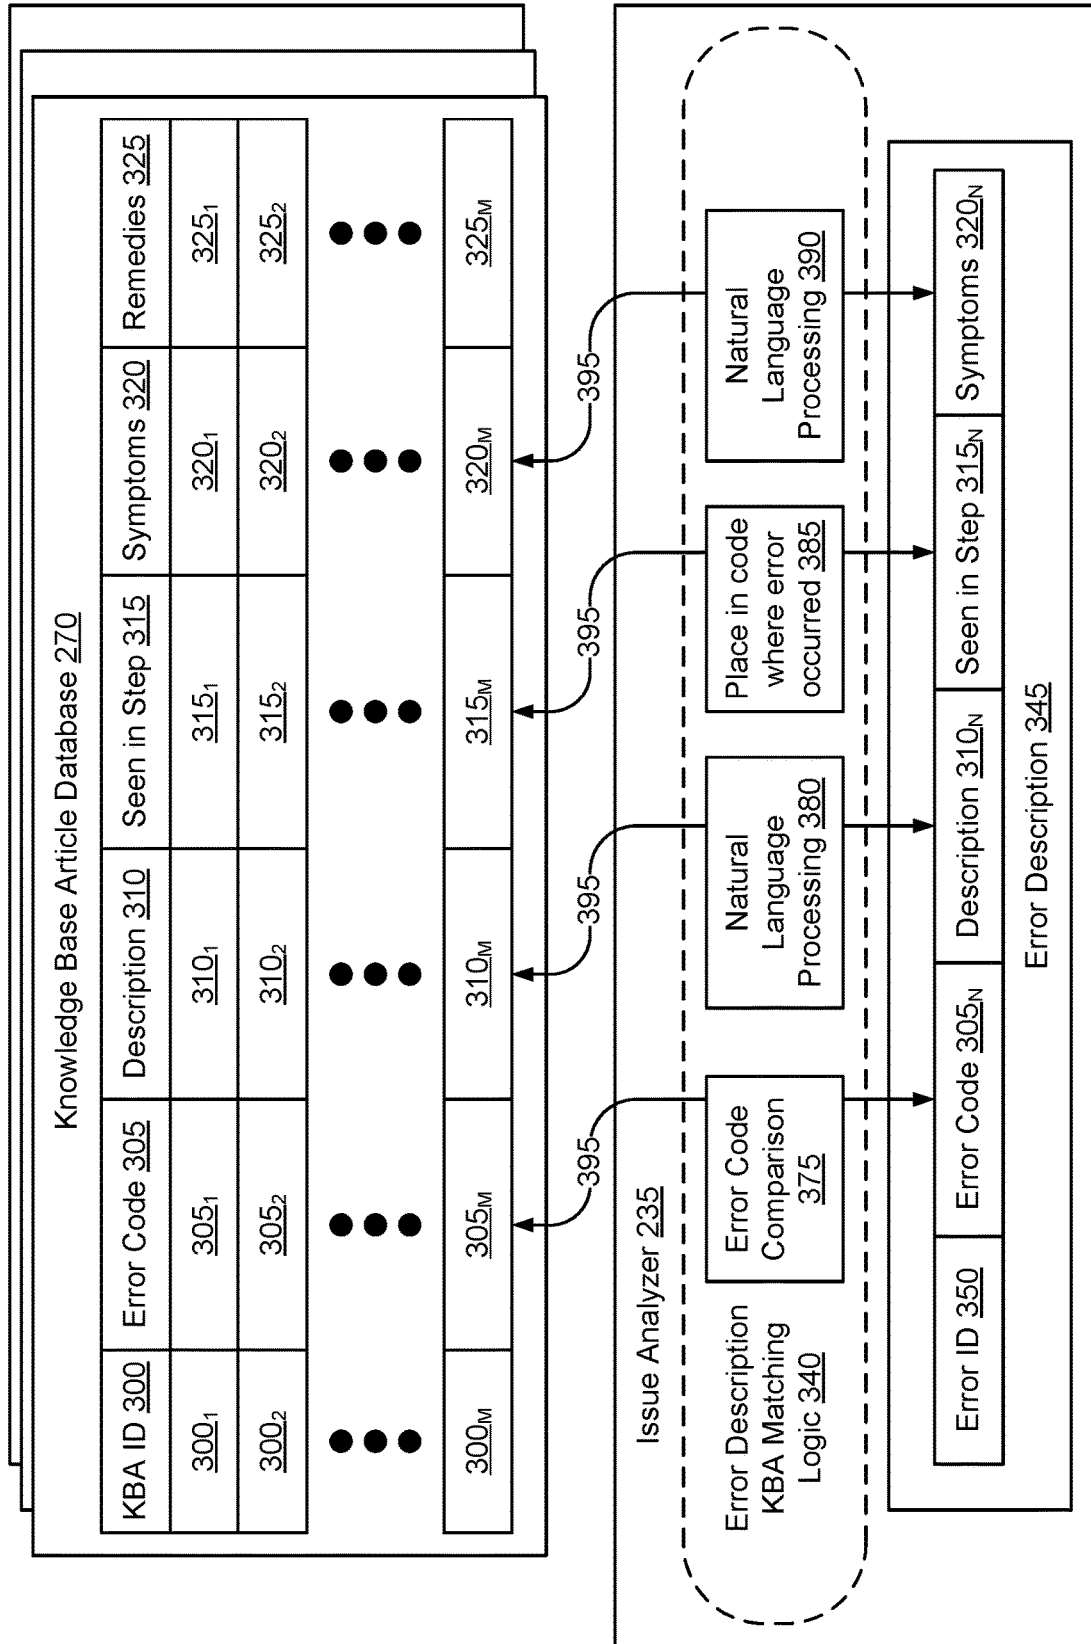 Knowledge Base Article Database 270
KBA ID 300 Error Code 305 Description 310 Seen in Step 315 Symptoms 320 Remedies 325
300₁ 305₁ 310₁ 315₁ 320₁ 325₁
300₂ 305₂ 310₂ 315₂ 320₂ 325₂
300M 305M 310M 315M 320M 325M
395 395 395 395
Issue Analyzer 235
Error Description
KBA Matching
Logic 340
Error Code
Comparison
375
Natural
Language
Processing 380
Place in code
where error
occurred 385
Natural
Language
Processing 390
Error ID 350 Error Code 305N Description 310N Seen in Step 315N Symptoms 320N
Error Description 345